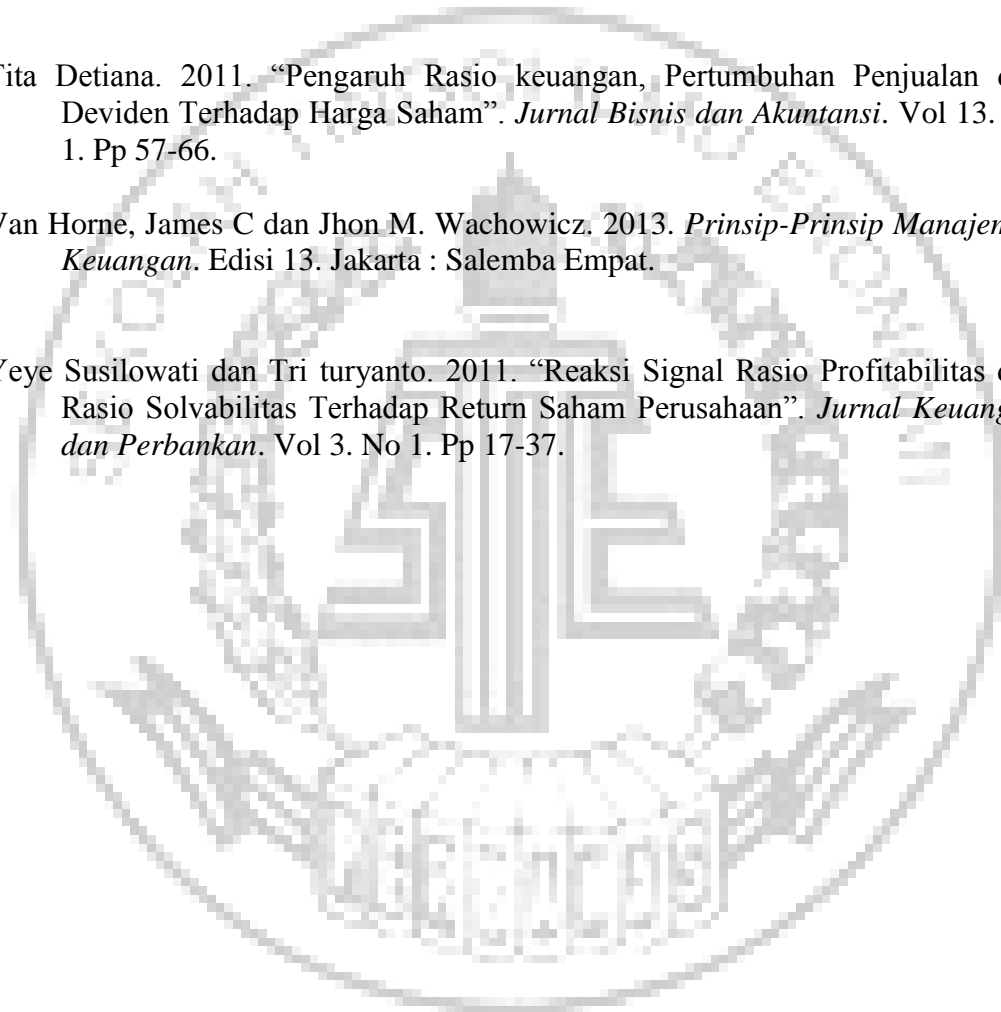 Tita Detiana. 2011. “Pengaruh Rasio keuangan, Pertumbuhan Penjualan
Deviden Terhadap Harga Saham”. Jurnal Bisnis dan Akuntansi. Vol 13.
1. Pp 57-66.
Van Horne, James C dan Jhon M. Wachowicz. 2013. Prinsip-Prinsip Manajem
Keuangan. Edisi 13. Jakarta : Salemba Empat.
Yeye Susilowati dan Tri turyanto. 2011. “Reaksi Signal Rasio Profitabilitas
Rasio Solvabilitas Terhadap Return Saham Perusahaan”. Jurnal Keuang
dan Perbankan. Vol 3. No 1. Pp 17-37.